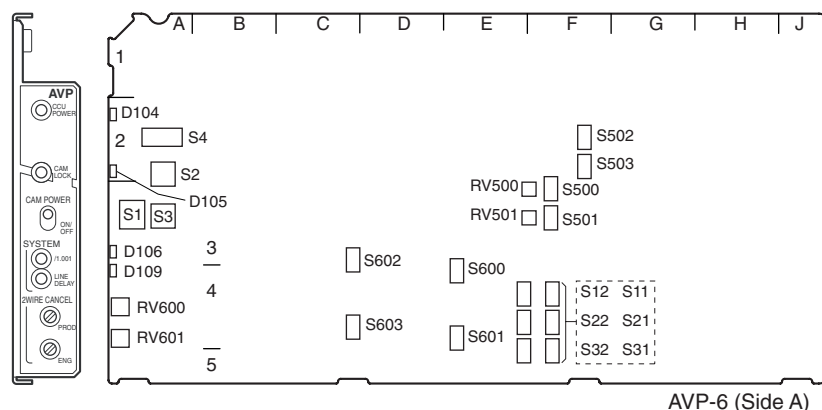 A B C D E F G H J
1
AVP
CCU
POWER
D104
2
S4
S502
S503
CAM
LOCK
S2
D105
RV500
S500
CAM POWER
ON/
OFF
S1
S3
RV501
S501
SYSTEM
/1.001
LINE
DELAY
D106
D109
3
S602
S600
4
2WIRE CANCEL
PROD
RV600
S12 S11
S22 S21
S32 S31
ENG
RV601
S603
S601
5
AVP-6 (Side A)